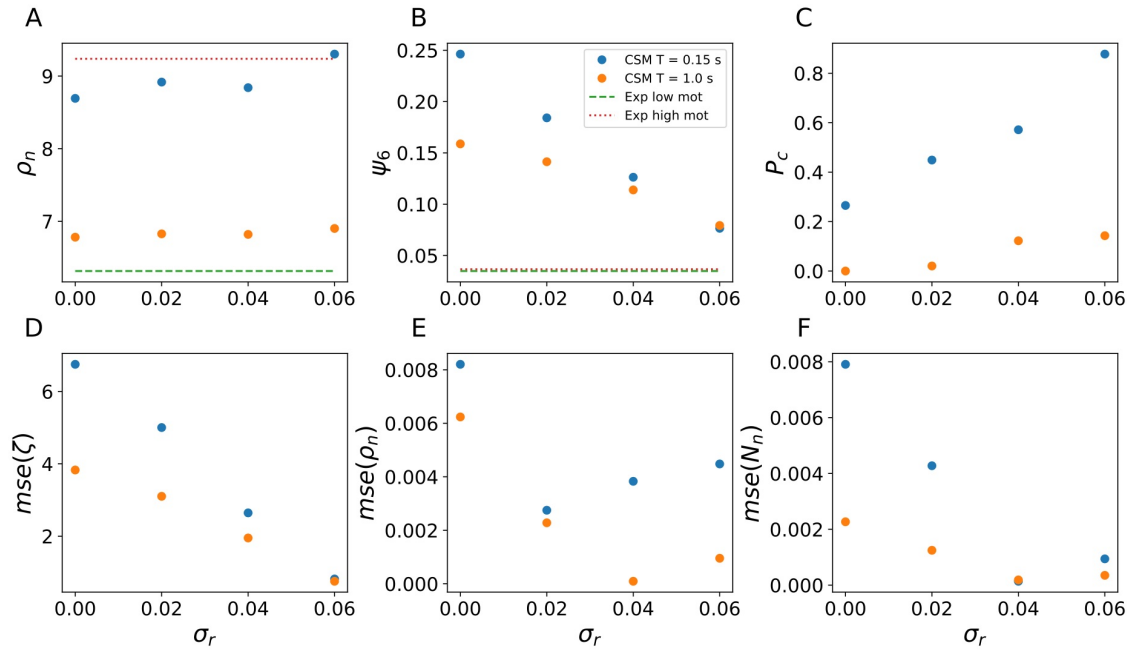 A
B
C
9
8
7
ρn
0.00 0.02 0.04 0.06
0.25
0.20
0.15
0.10
0.05
ψ6
CSM T = 0.15 s
CSM T = 1.0 s
Exp low mot
Exp high mot
0.00 0.02 0.04 0.06
0.8
0.6
0.4
0.2
0.0
Pc
0.00 0.02 0.04 0.06
D
E
F
6
4
2
mse(ζ̄)
0.00 0.02 0.04 0.06
σr
0.008
0.006
0.004
0.002
0.000
mse(ρn)
0.00 0.02 0.04 0.06
σr
0.008
0.006
0.004
0.002
0.000
mse(Nn)
0.00 0.02 0.04 0.06
σr